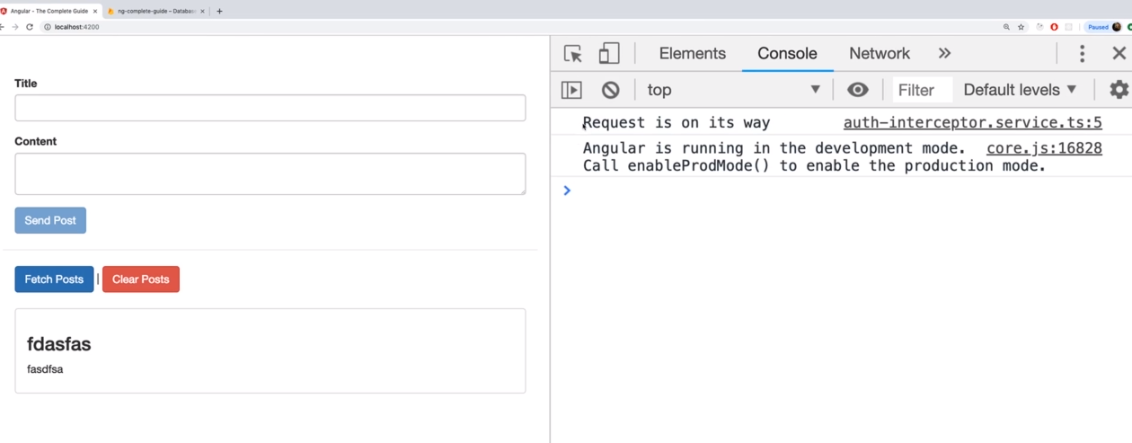 Angular - The Complete Guide
ng-complete-guide – Databas
localhost:4200
Paused
Title
Content
Send Post
Fetch Posts | Clear Posts
fdasfas
fasdfsa
Elements Console Network »
top Filter Default levels ▼
Request is on its way auth-interceptor.service.ts:5
Angular is running in the development mode. core.js:16828
Call enableProdMode() to enable the production mode.